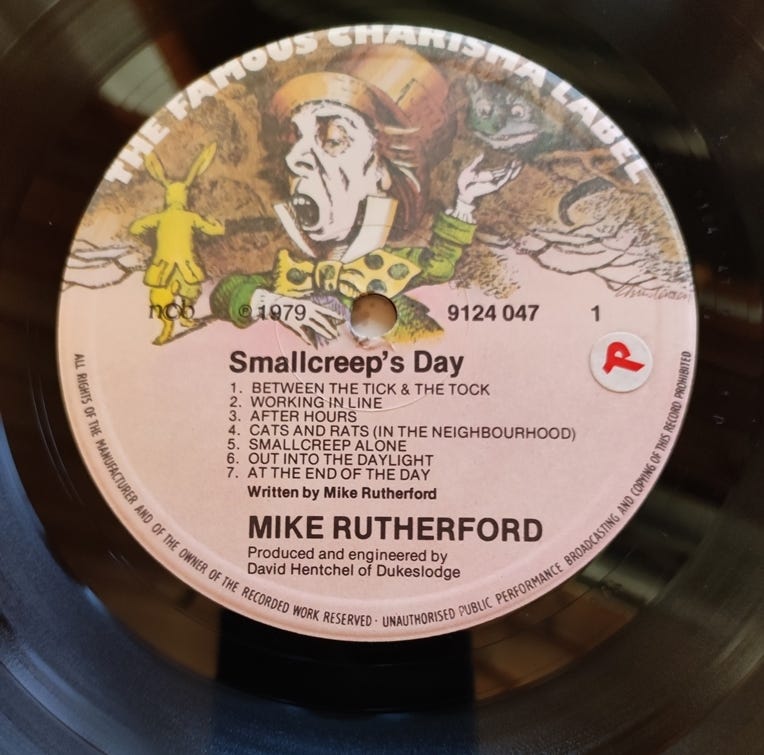 THE FAMOUS CHARISMA LABEL
ncb ℗ 1979 9124 047 1
Smallcreep's Day
1. BETWEEN THE TICK & THE TOCK
2. WORKING IN LINE
3. AFTER HOURS
4. CATS AND RATS (IN THE NEIGHBOURHOOD)
5. SMALLCREEP ALONE
6. OUT INTO THE DAYLIGHT
7. AT THE END OF THE DAY
Written by Mike Rutherford
MIKE RUTHERFORD
Produced and engineered by
David Hentchel of Dukeslodge
P
ALL RIGHTS OF THE MANUFACTURER AND OF THE OWNER OF THE RECORDED WORK RESERVED · UNAUTHORISED PUBLIC PERFORMANCE BROADCASTING AND COPYING OF THIS RECORD PROHIBITED